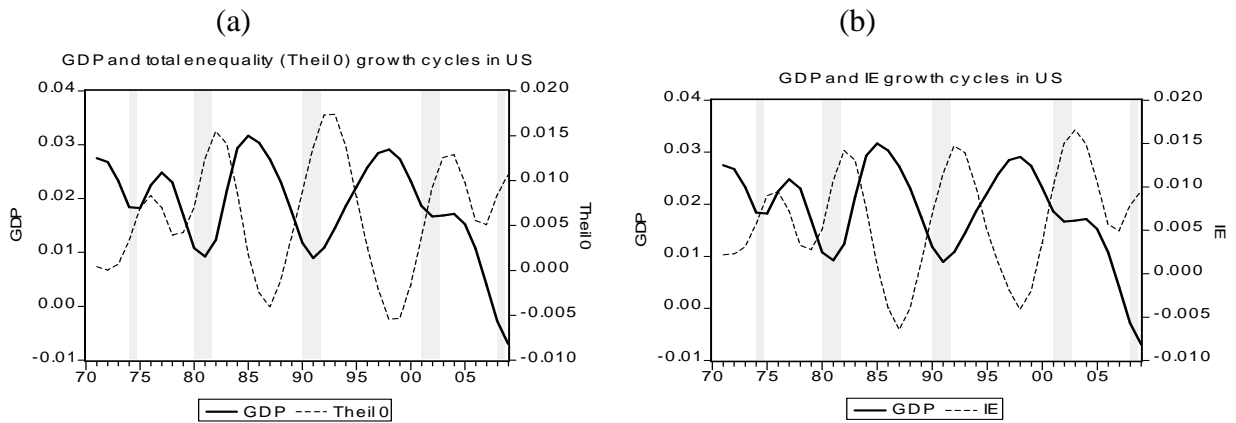 (a)
GDP and total enequality (Theil 0) growth cycles in US
0.04
0.03
0.02
0.01
0.00
-0.01
GDP
0.020
0.015
0.010
0.005
0.000
-0.005
-0.010
Theil 0
70 75 80 85 90 95 00 05
GDP Theil 0
(b)
GDP and IE growth cycles in US
0.04
0.03
0.02
0.01
0.00
-0.01
GDP
0.020
0.015
0.010
0.005
0.000
-0.005
-0.010
IE
70 75 80 85 90 95 00 05
GDP IE